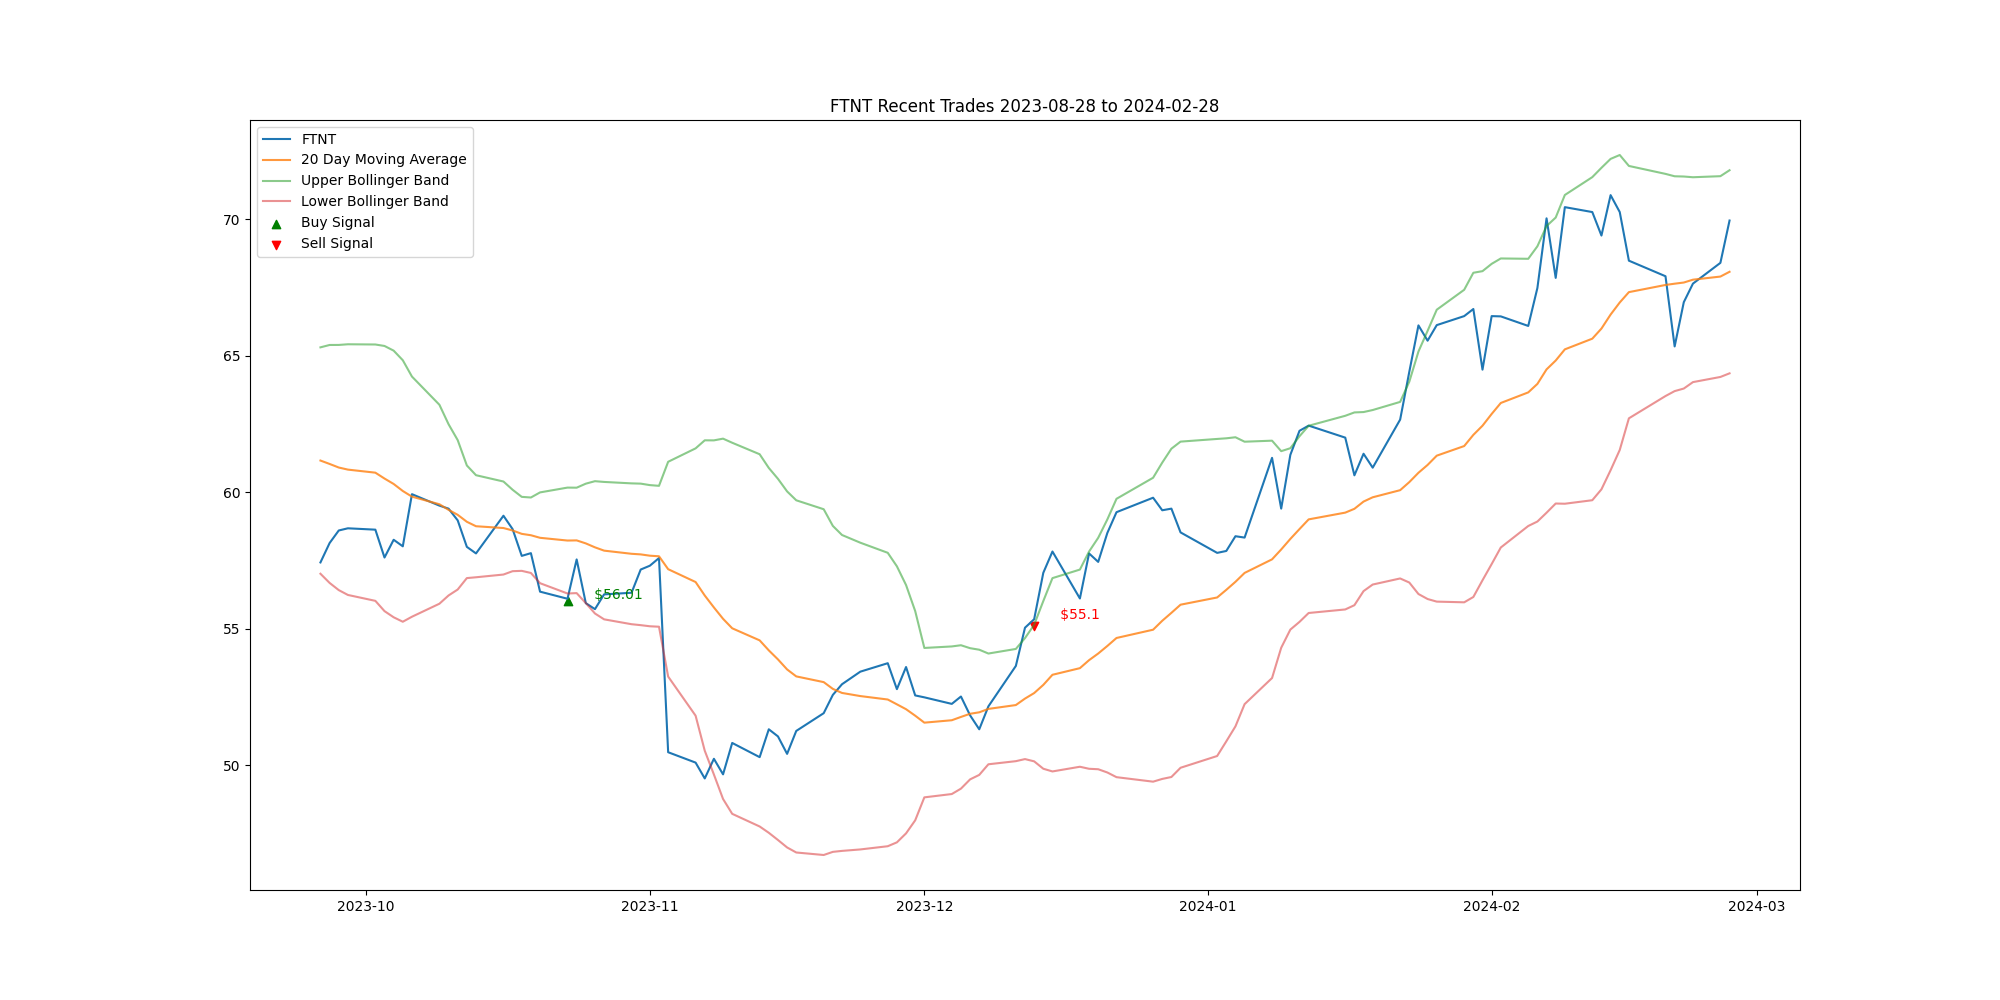 FTNT Recent Trades 2023-08-28 to 2024-02-28
FTNT
20 Day Moving Average
Upper Bollinger Band
Lower Bollinger Band
Buy Signal
Sell Signal
70
65
60
55
50
$56.01
$55.1
2023-10
2023-11
2023-12
2024-01
2024-02
2024-03